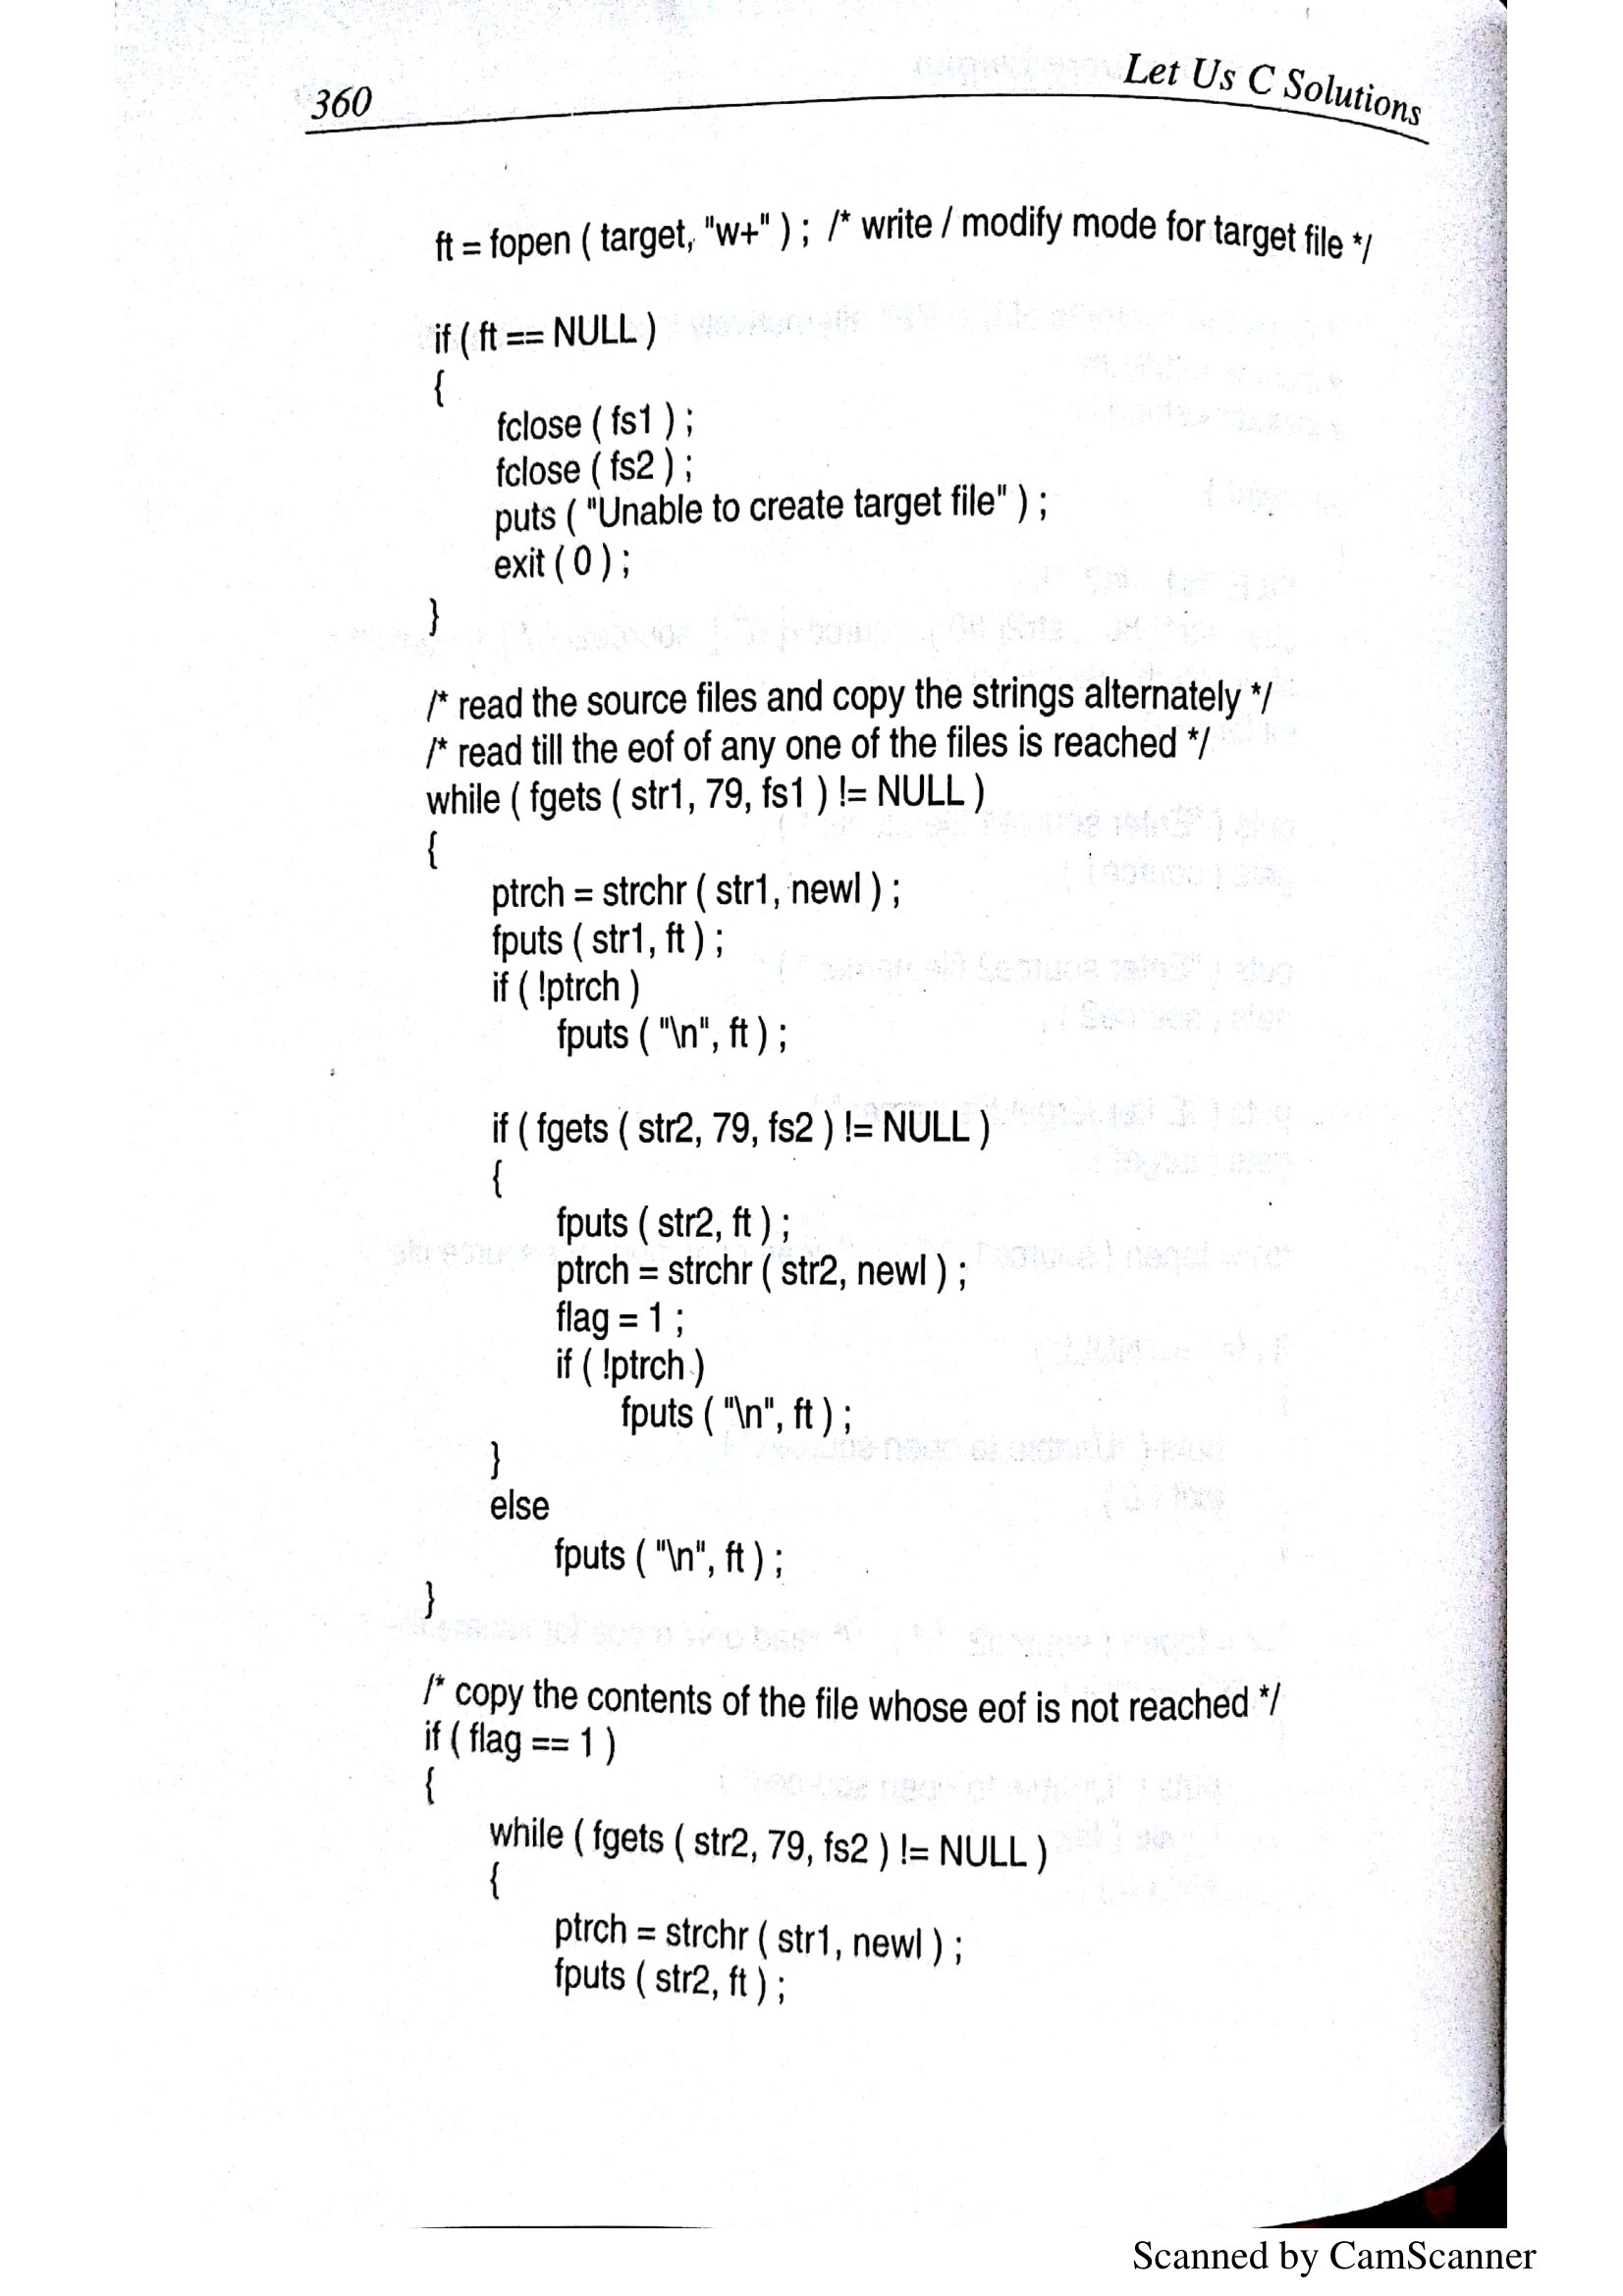 360
Let Us C Solutions
ft = fopen ( target, "w+" ) ; /* write / modify mode for target file */
if ( ft == NULL )
{
fclose ( fs1 ) ;
fclose ( fs2 ) ;
puts ( "Unable to create target file" ) ;
exit ( 0 ) ;
}
/* read the source files and copy the strings alternately */
/* read till the eof of any one of the files is reached */
while ( fgets ( str1, 79, fs1 ) != NULL )
{
ptrch = strchr ( str1, newl ) ;
fputs ( str1, ft ) ;
if ( !ptrch )
fputs ( "\n", ft ) ;
if ( fgets ( str2, 79, fs2 ) != NULL )
{
fputs ( str2, ft ) ;
ptrch = strchr ( str2, newl ) ;
flag = 1 ;
if ( !ptrch )
fputs ( "\n", ft ) ;
}
else
fputs ( "\n", ft ) ;
}
/* copy the contents of the file whose eof is not reached */
if ( flag == 1 )
{
while ( fgets ( str2, 79, fs2 ) != NULL )
{
ptrch = strchr ( str1, newl ) ;
fputs ( str2, ft ) ;
Scanned by CamScanner